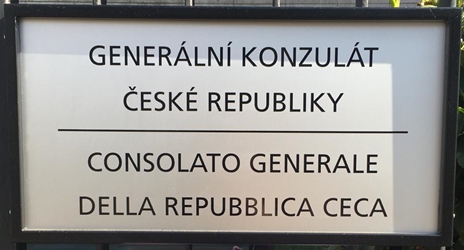 GENERÁLNÍ KONZULÁT
ČESKÉ REPUBLIKY
CONSOLATO GENERALE
DELLA REPUBBLICA CECA